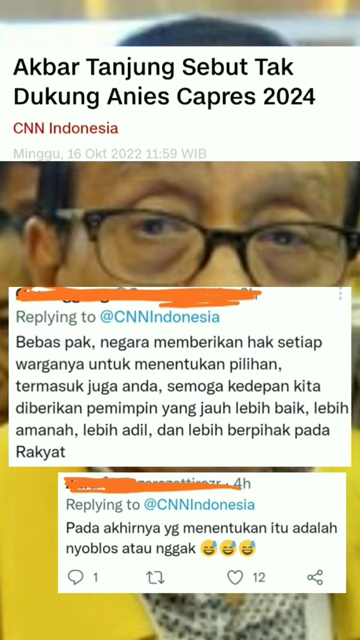 Akbar Tanjung Sebut Tak
Dukung Anies Capres 2024
CNN Indonesia
Minggu, 16 Okt 2022 11:59 WIB
Replying to @CNNIndonesia
Bebas pak, negara memberikan hak setiap
warganya untuk menentukan pilihan,
termasuk juga anda, semoga kedepan kita
diberikan pemimpin yang jauh lebih baik, lebih
amanah, lebih adil, dan lebih berpihak pada
Rakyat
4h
Replying to @CNNIndonesia
Pada akhirnya yg menentukan itu adalah
nyoblos atau nggak 😅😅😅
1 12